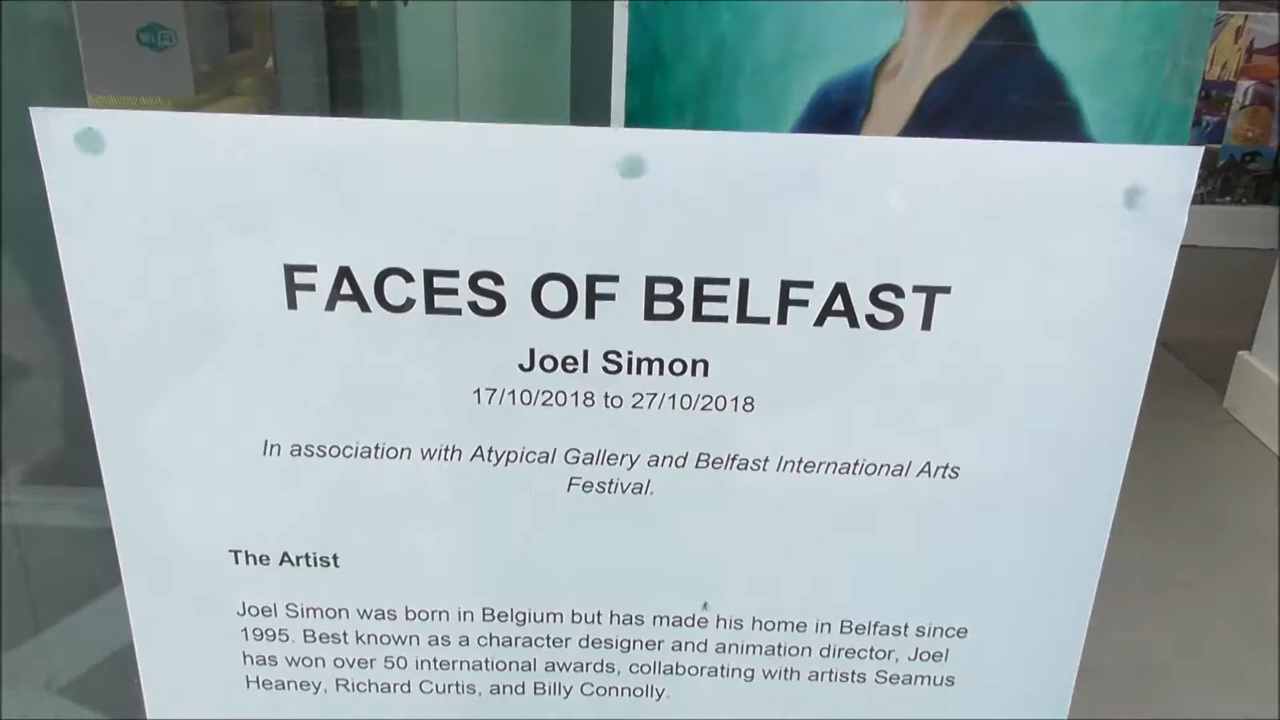 WiFi
FACES OF BELFAST
Joel Simon
17/10/2018 to 27/10/2018
In association with Atypical Gallery and Belfast International Arts
Festival.
The Artist
Joel Simon was born in Belgium but has made his home in Belfast since
1995. Best known as a character designer and animation director, Joel
has won over 50 international awards, collaborating with artists Seamus
Heaney, Richard Curtis, and Billy Connolly.